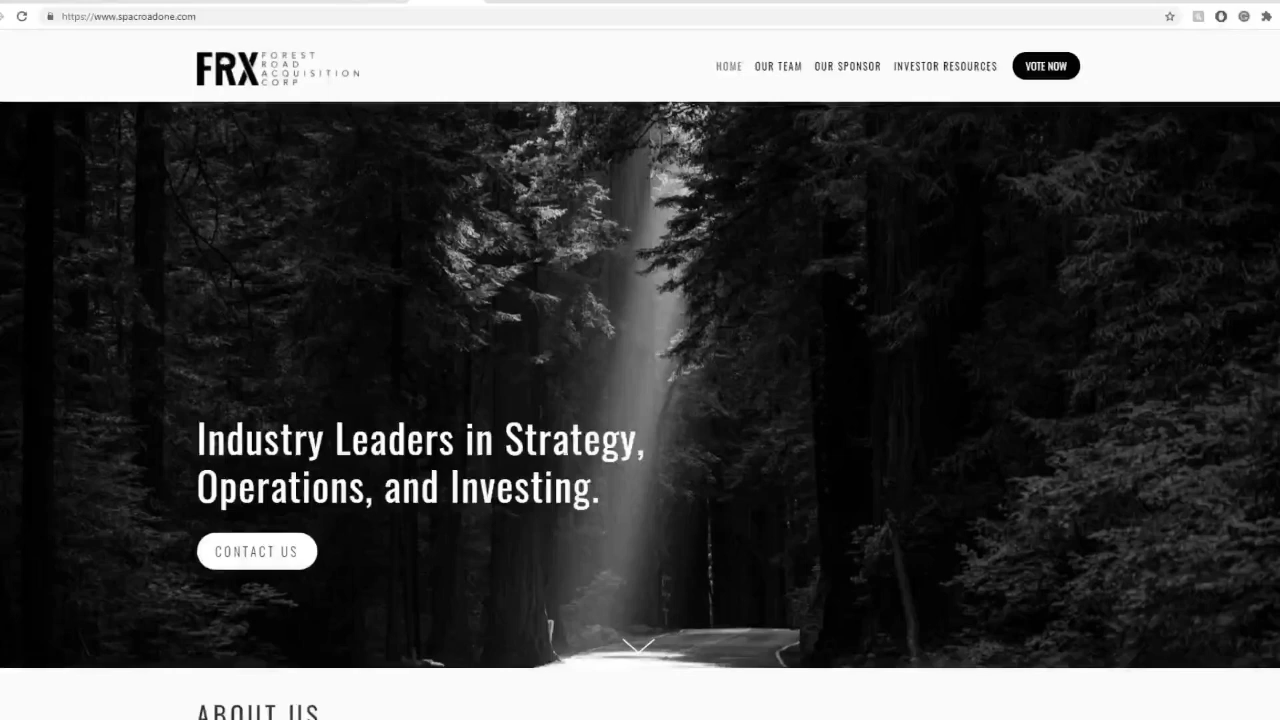 https://www.spacroadone.com
FRX
FOREST
ROAD
ACQUISITION
CORP
HOME OUR TEAM OUR SPONSOR INVESTOR RESOURCES VOTE NOW
Industry Leaders in Strategy,
Operations, and Investing.
CONTACT US
ABOUT US